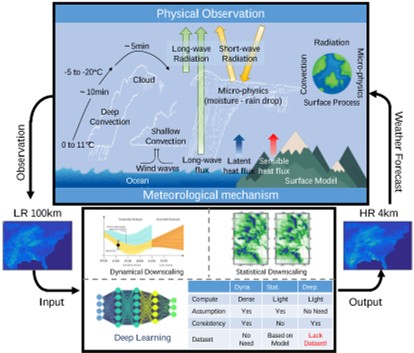 Physical Observation
~ 5min
Long-wave
Radiation
Short-wave
Radiation
Radiation
Convection
Micro-physics
Surface Process
-5 to -20°C
Cloud
~ 10min
Micro-physics
(moisture - rain drop)
Deep
Convection
Shallow
Convection
0 to 11°C
Wind waves
Long-wave
flux
Latent
heat flux
Sensible
heat flux
Ocean
Surface Model
Meteorological mechanism
Observation
Weather Forecast
LR 100km
HR 4km
Input
Output
Dynamical Downscaling
Statistical Downscaling
Deep Learning
Dyna. Stat. Deep.
Compute Dense Light Light
Assumption Yes Yes No Need
Consistency Yes No Yes
Dataset No Need Based on Model Lack Dataset!